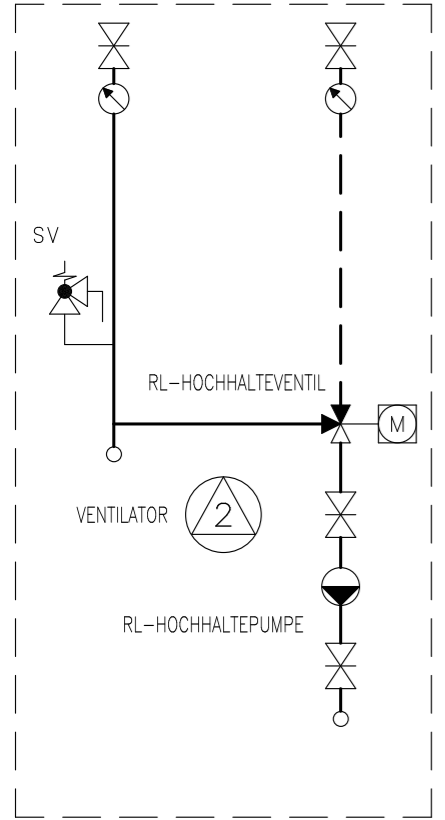 SV
RL-HOCHHALTEVENTIL
M
VENTILATOR
2
RL-HOCHHALTEPUMPE